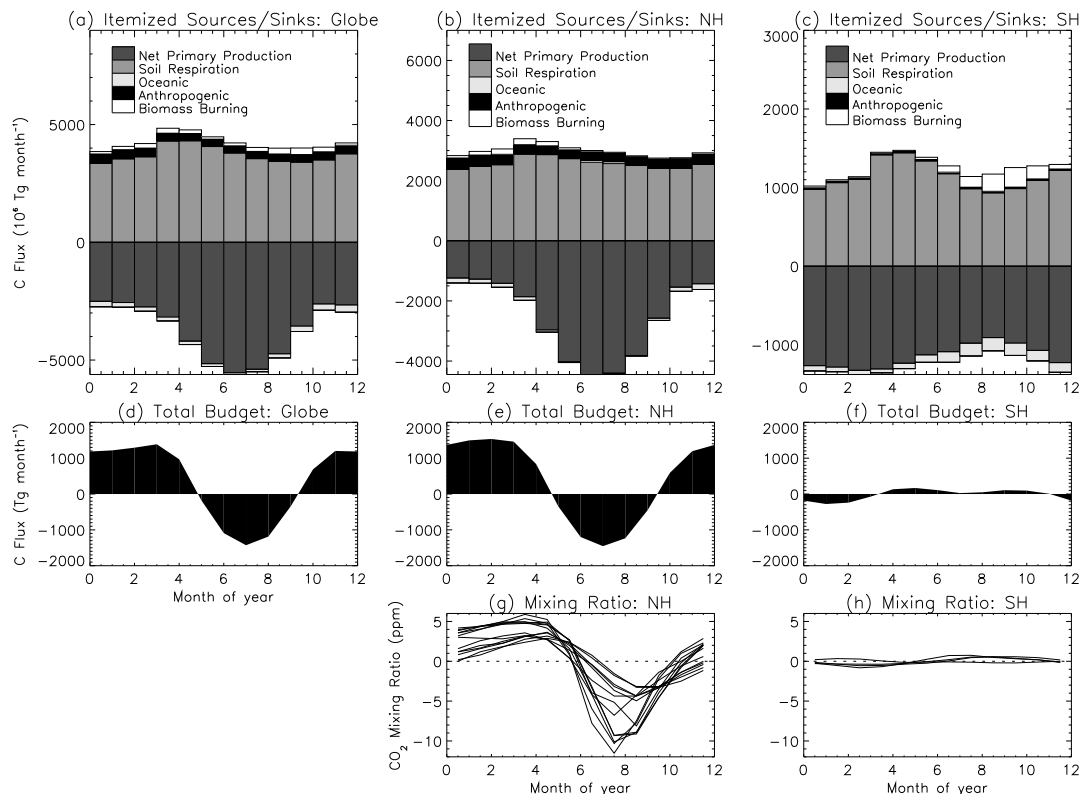 (a) Itemized Sources/Sinks: Globe
(b) Itemized Sources/Sinks: NH
(c) Itemized Sources/Sinks: SH
Net Primary Production
Soil Respiration
Oceanic
Anthropogenic
Biomass Burning
Net Primary Production
Soil Respiration
Oceanic
Anthropogenic
Biomass Burning
Net Primary Production
Soil Respiration
Oceanic
Anthropogenic
Biomass Burning
C Flux (10⁶ Tg month⁻¹)
5000
0
−5000
6000
4000
2000
0
−2000
−4000
3000
2000
1000
0
−1000
0 2 4 6 8 10 12
0 2 4 6 8 10 12
0 2 4 6 8 10 12
(d) Total Budget: Globe
(e) Total Budget: NH
(f) Total Budget: SH
C Flux (Tg month⁻¹)
2000
1000
0
−1000
−2000
2000
1000
0
−1000
−2000
2000
1000
0
−1000
−2000
0 2 4 6 8 10 12
0 2 4 6 8 10 12
0 2 4 6 8 10 12
Month of year
(g) Mixing Ratio: NH
(h) Mixing Ratio: SH
CO₂ Mixing Ratio (ppm)
5
0
−5
−10
5
0
−5
−10
0 2 4 6 8 10 12
0 2 4 6 8 10 12
Month of year
Month of year